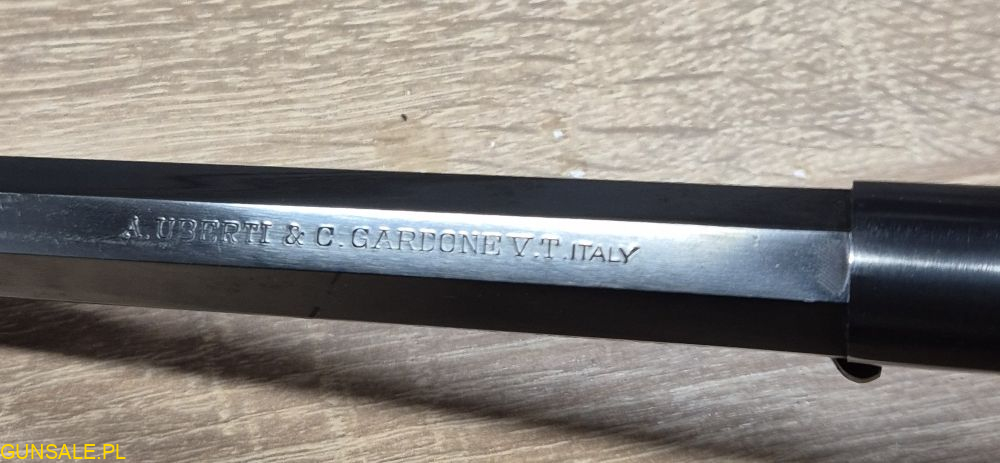 A. UBERTI & C. GARDONE V.T. ITALY
GUNSALE.PL